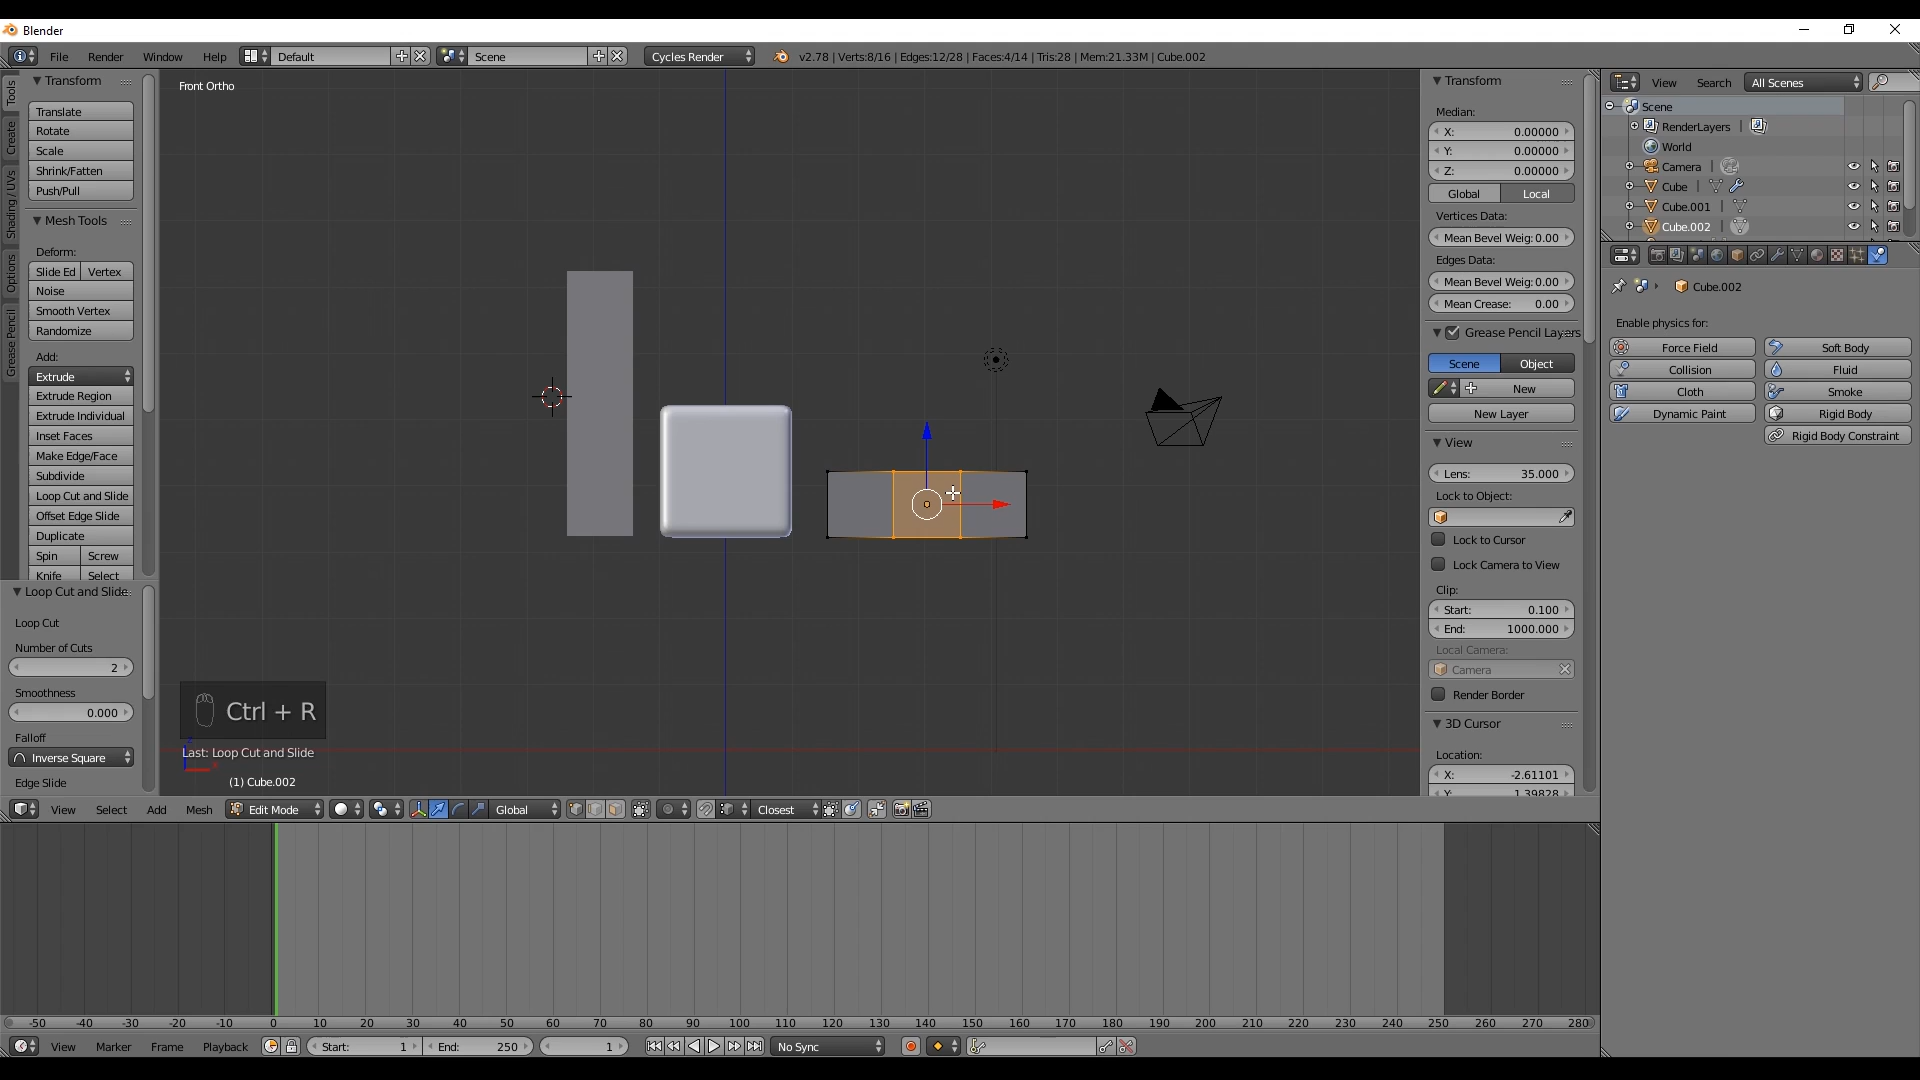 Blender
File Render Window Help Default Scene Cycles Render v2.78 | Verts:8/16 | Edges:12/28 | Faces:4/14 | Tris:28 | Mem:21.33M | Cube.002
Tools
Create
Shading / UVs
Options
Grease Pencil
Transform
Translate
Rotate
Scale
Shrink/Fatten
Push/Pull
Mesh Tools
Deform:
Slide Ed Vertex
Noise
Smooth Vertex
Randomize
Add:
Extrude
Extrude Region
Extrude Individual
Inset Faces
Make Edge/Face
Subdivide
Loop Cut and Slide
Offset Edge Slide
Duplicate
Spin Screw
Knife Select
Loop Cut and Slide
Loop Cut
Number of Cuts
2
Smoothness
0.000
Falloff
Inverse Square
Edge Slide
Front Ortho
Ctrl + R
Last: Loop Cut and Slide
(1) Cube.002
Transform
Median:
X: 0.00000
Y: 0.00000
Z: 0.00000
Global Local
Vertices Data:
Mean Bevel Weig: 0.00
Edges Data:
Mean Bevel Weig: 0.00
Mean Crease: 0.00
Grease Pencil Layers
Scene Object
New
New Layer
View
Lens: 35.000
Lock to Object:
Lock to Cursor
Lock Camera to View
Clip:
Start: 0.100
End: 1000.000
Local Camera:
Camera
Render Border
3D Cursor
Location:
X: -2.61101
Y: 1.39828
View Search All Scenes
Scene
RenderLayers
World
Camera
Cube
Cube.001
Cube.002
Cube.002
Enable physics for:
Force Field Soft Body
Collision Fluid
Cloth Smoke
Dynamic Paint Rigid Body
Rigid Body Constraint
View Select Add Mesh Edit Mode Global Closest
-50 -40 -30 -20 -10 0 10 20 30 40 50 60 70 80 90 100 110 120 130 140 150 160 170 180 190 200 210 220 230 240 250 260 270 280
View Marker Frame Playback Start: 1 End: 250 1 No Sync